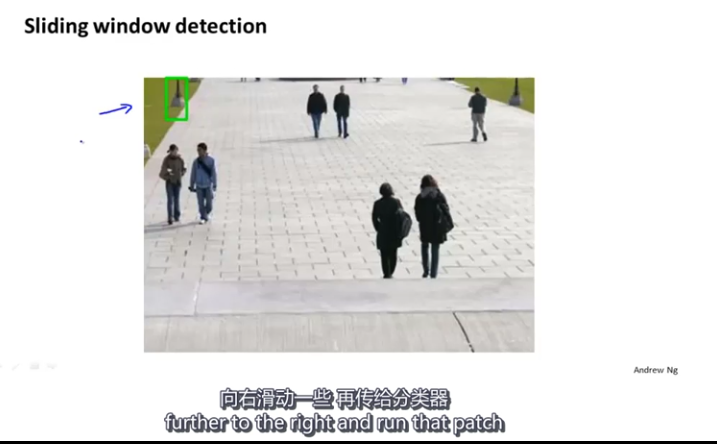 Sliding window detection
Andrew Ng
向右滑动一些 再传给分类器
further to the right and run that patch